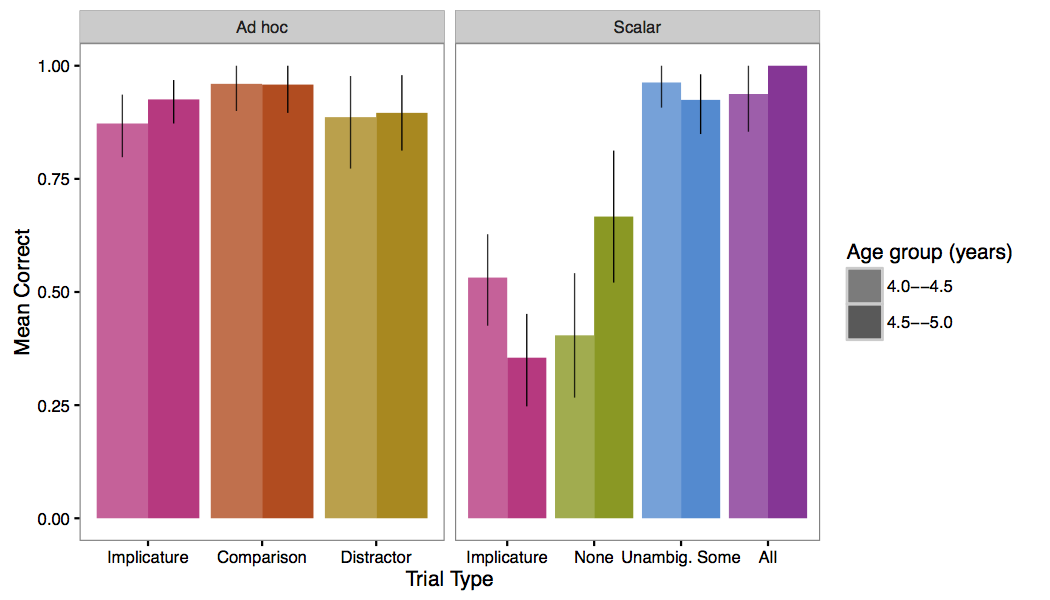 Ad hoc
Scalar
Mean Correct
1.00
0.75
0.50
0.25
0.00
Implicature Comparison Distractor
Implicature None Unambig. Some All
Trial Type
Age group (years)
4.0−−4.5
4.5−−5.0